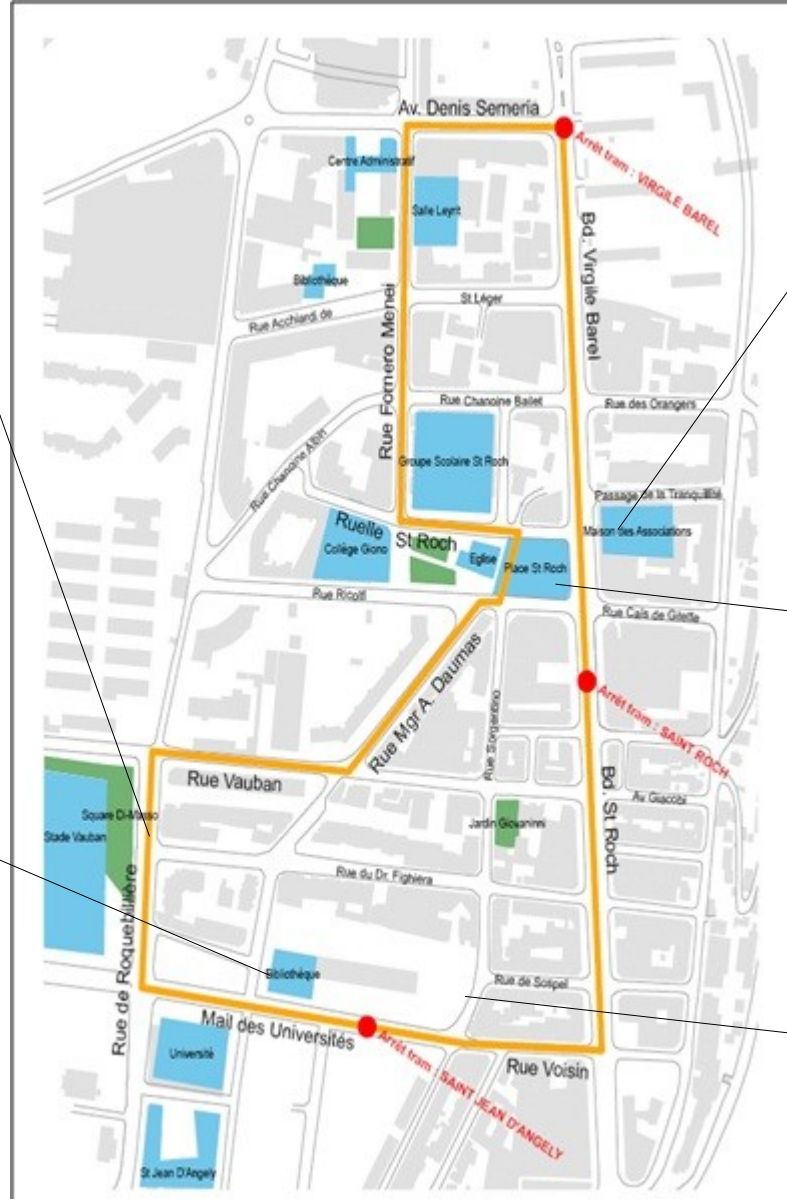 Av. Denis Semeria
Arrêt tram : VIRGILE BAREL
Centre Administratif
Salle Leyrit
Bd. Virgile Barel
Bibliothèque
St Léger
Rue Acchiardi de
Rue Fornero Menei
Rue Chanoine Bailet
Rue des Orangers
Rue Chanoine Albin
Groupe Scolaire St Roch
Passage de la Tranquillité
Ruelle St Roch
Maison des Associations
Collège Giono
Eglise
Place St Roch
Rue Ricolfi
Rue Cais de Gilette
Rue Mgr A. Daumas
Rue Sorgentino
Arrêt tram : SAINT ROCH
Rue Vauban
Bd. St Roch
Av Giacobi
Square Di-Masso
Stade Vauban
Jardin Giovaninni
Rue du Dr. Fighiera
Rue de Roquebillière
Bibliothèque
Rue de Sospel
Mail des Universités
Arrêt tram : SAINT JEAN D'ANGELY
Université
Rue Voisin
St Jean D'Angely